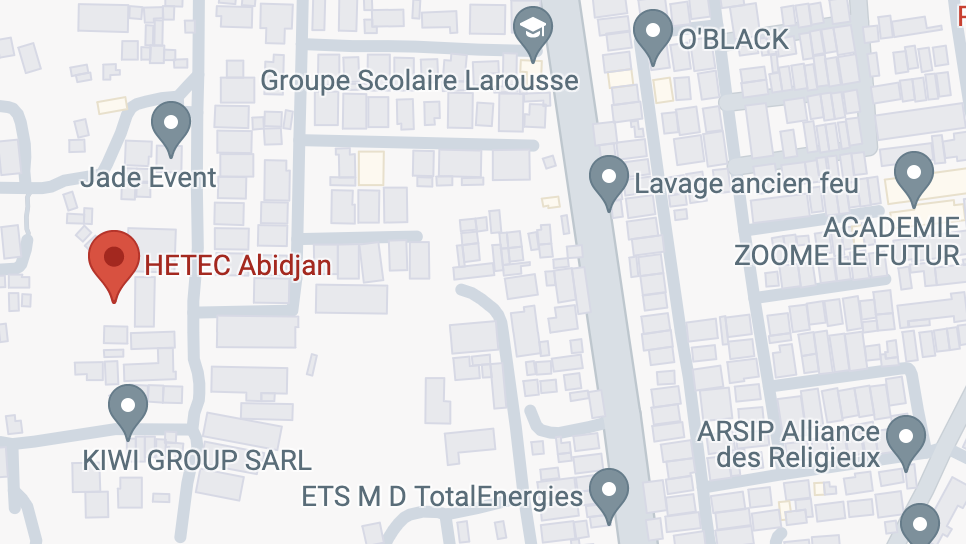 O'BLACK
Groupe Scolaire Larousse
Jade Event
Lavage ancien feu
ACADEMIE
ZOOME LE FUTUR
HETEC Abidjan
ARSIP Alliance
des Religieux
KIWI GROUP SARL
ETS M D TotalEnergies